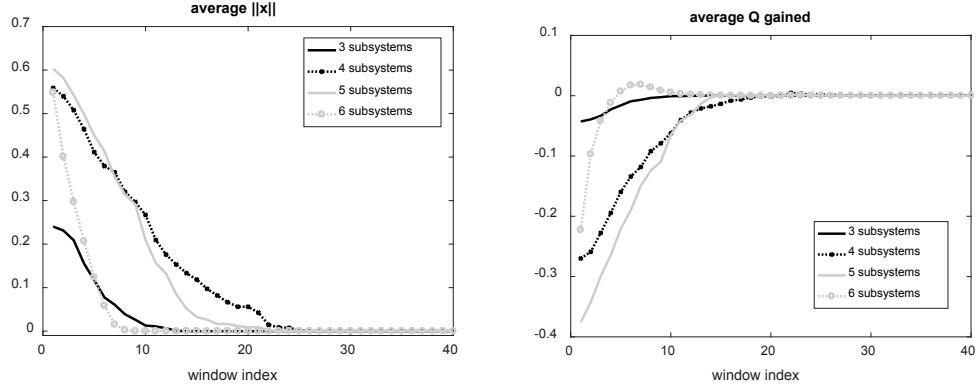 average ||x||
0.7
0.6
0.5
0.4
0.3
0.2
0.1
0
0
10
20
30
40
window index
3 subsystems
4 subsystems
5 subsystems
6 subsystems
average Q gained
0.1
0
-0.1
-0.2
-0.3
-0.4
0
10
20
30
40
window index
3 subsystems
4 subsystems
5 subsystems
6 subsystems